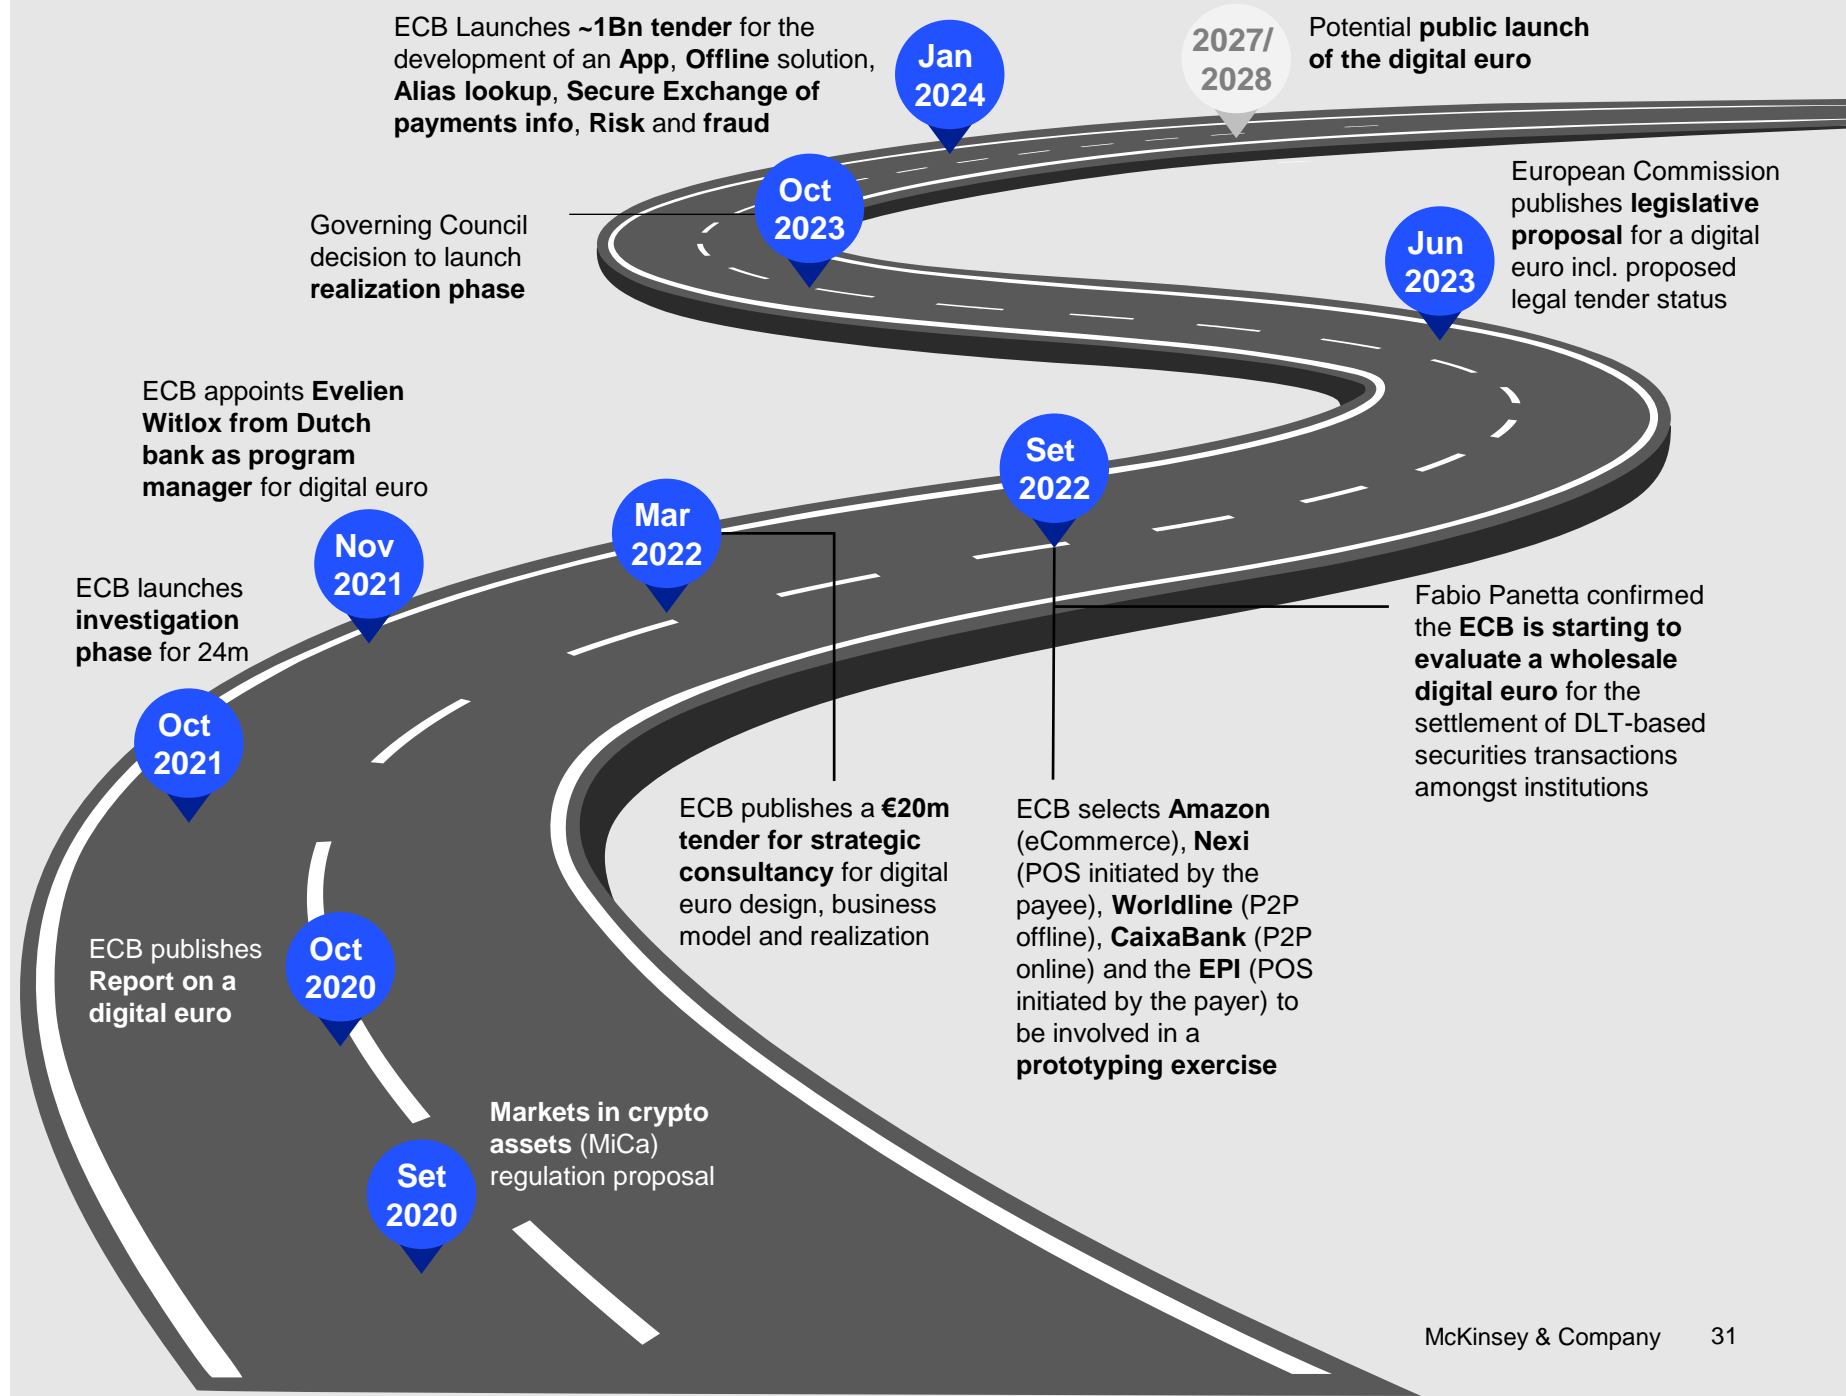 ECB Launches ~1Bn tender for the
development of an App, Offline solution,
Alias lookup, Secure Exchange of
payments info, Risk and fraud
Jan
2024
2027/
2028
Potential public launch
of the digital euro
Governing Council
decision to launch
realization phase
Oct
2023
Jun
2023
European Commission
publishes legislative
proposal for a digital
euro incl. proposed
legal tender status
ECB appoints Evelien
Witlox from Dutch
bank as program
manager for digital euro
Nov
2021
Mar
2022
Set
2022
ECB launches
investigation
phase for 24m
Oct
2021
Fabio Panetta confirmed
the ECB is starting to
evaluate a wholesale
digital euro for the
settlement of DLT-based
securities transactions
amongst institutions
ECB publishes a €20m
tender for strategic
consultancy for digital
euro design, business
model and realization
ECB selects Amazon
(eCommerce), Nexi
(POS initiated by the
payee), Worldline (P2P
offline), CaixaBank (P2P
online) and the EPI (POS
initiated by the payer) to
be involved in a
prototyping exercise
ECB publishes
Report on a
digital euro
Oct
2020
Markets in crypto
assets (MiCa)
regulation proposal
Set
2020
McKinsey & Company 31